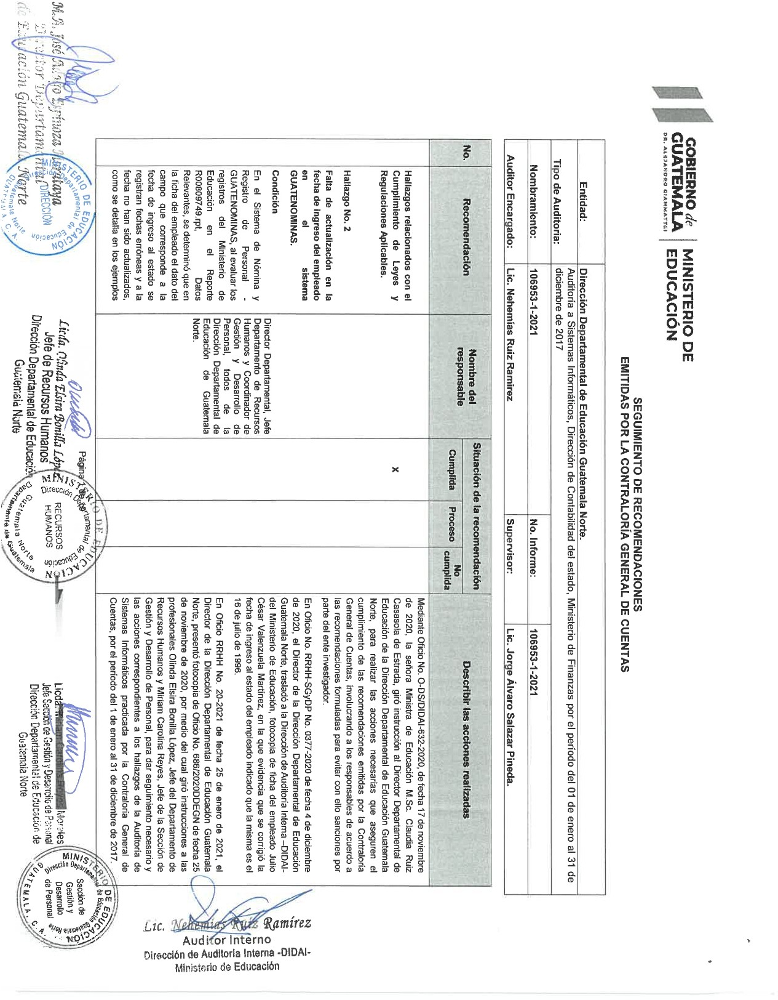 GOBIERNO de
GUATEMALA
DR. ALEJANDRO GIAMMATTEI
MINISTERIO DE
EDUCACIÓN
SEGUIMIENTO DE RECOMENDACIONES
EMITIDAS POR LA CONTRALORÍA GENERAL DE CUENTAS
Entidad: Dirección Departamental de Educación Guatemala Norte.
Tipo de Auditoria: Auditoría a Sistemas Informáticos, Dirección de Contabilidad del estado, Ministerio de Finanzas por el período del 01 de enero al 31 de
diciembre de 2017
Nombramiento: 106953-1-2021 No. Informe: 106953-1-2021
Auditor Encargado: Lic. Nehemías Ruiz Ramírez Supervisor: Lic. Jorge Álvaro Salazar Pineda.
No. Recomendación Nombre del
responsable Situación de la recomendación Describir las acciones realizadas
Cumplida Proceso No
cumplida
Hallazgos relacionados con el
Cumplimiento de Leyes y
Regulaciones Aplicables.
Hallazgo No. 2
Falta de actualización en la
fecha de ingreso del empleado
en el sistema
GUATENOMINAS.
Condición
En el Sistema de Nómina y
Registro de Personal -
GUATENOMINAS, al evaluar los
registros del Ministerio de
Educación en el Reporte
R00809749.rpt, Datos
Relevantes, se determinó que en
la ficha del empleado el dato del
campo que corresponde a la
fecha de ingreso al estado se
registran fechas erróneas y a la
fecha no han sido actualizados,
como se detalla en los ejemplos
Director Departamental, Jefe
Departamento de Recursos
Humanos y Coordinador de
Gestión y Desarrollo de
Personal, todos de la
Dirección Departamental de
Educación de Guatemala
Norte.
X
Mediante Oficio No. O-DS/DIDAI-632-2020, de fecha 17 de noviembre
de 2020, la señora Ministra de Educación M.Sc. Claudia Ruiz
Casasola de Estrada, giró instrucción al Director Departamental de
Educación de la Dirección Departamental de Educación Guatemala
Norte, para realizar las acciones necesarias que aseguren el
cumplimiento de las recomendaciones emitidas por la Contraloría
General de Cuentas, involucrando a los responsables de acuerdo a
las recomendaciones formuladas para evitar con ello sanciones por
parte del ente investigador.
En Oficio No. RRHH-SGyDP No. 0377-2020 de fecha 4 de diciembre
de 2020, el Director de la Dirección Departamental de Educación
Guatemala Norte, trasladó a la Dirección de Auditoría Interna –DIDAI-
del Ministerio de Educación, fotocopia de ficha del empleado Julio
César Valenzuela Martínez, en la que evidencia que se corrigió la
fecha de ingreso al estado del empleado indicado que la misma es el
16 de julio de 1996.
En Oficio RRHH No. 20-2021 de fecha 25 de enero de 2021, el
Director de la Dirección Departamental de Educación Guatemala
Norte, presentó fotocopia de Oficio No. 686/2020DDEGN de fecha 25
de noviembre de 2020, por medio del cual giró instrucciones a las
profesionales Olinda Elsira Bonilla López, Jefe del Departamento de
Recursos Humanos y Miriam Carolina Reyes, Jefe de la Sección de
Gestión y Desarrollo de Personal, para dar seguimiento necesario y
las acciones correspondientes a los hallazgos de la Auditoría de
Sistemas Informáticos practicada por la Contraloría General de
Cuentas, por el período del 1 de enero al 31 de diciembre de 2017.
Lic. Nehemías Ruiz Ramírez
Auditor Interno
Dirección de Auditoria Interna -DIDAI-
Ministerio de Educación
Página
M.A. José Espinoza
Director Departamental
de Educación Guatemala Norte
MINISTERIO DE EDUCACIÓN
Dirección Departamental de Educación
DIRECCIÓN
Guatemala Norte
GUATEMALA, C. A.
Licda. Olinda Elsira Bonilla López
Jefe de Recursos Humanos
Dirección Departamental de Educación
Guatemala Norte
MINISTERIO DE EDUCACIÓN
Dirección Departamental de Educación
RECURSOS
HUMANOS
Guatemala Norte
Departamento de Guatemala
Licda. Miriam Carolina Reyes Morales
Jefe Sección de Gestión y Desarrollo de Personal
Dirección Departamental de Educación de
Guatemala Norte
MINISTERIO DE EDUCACIÓN
Dirección Departamental de Educación Guatemala Norte
Sección de
Gestión y
Desarrollo
de Personal
GUATEMALA, C. A.